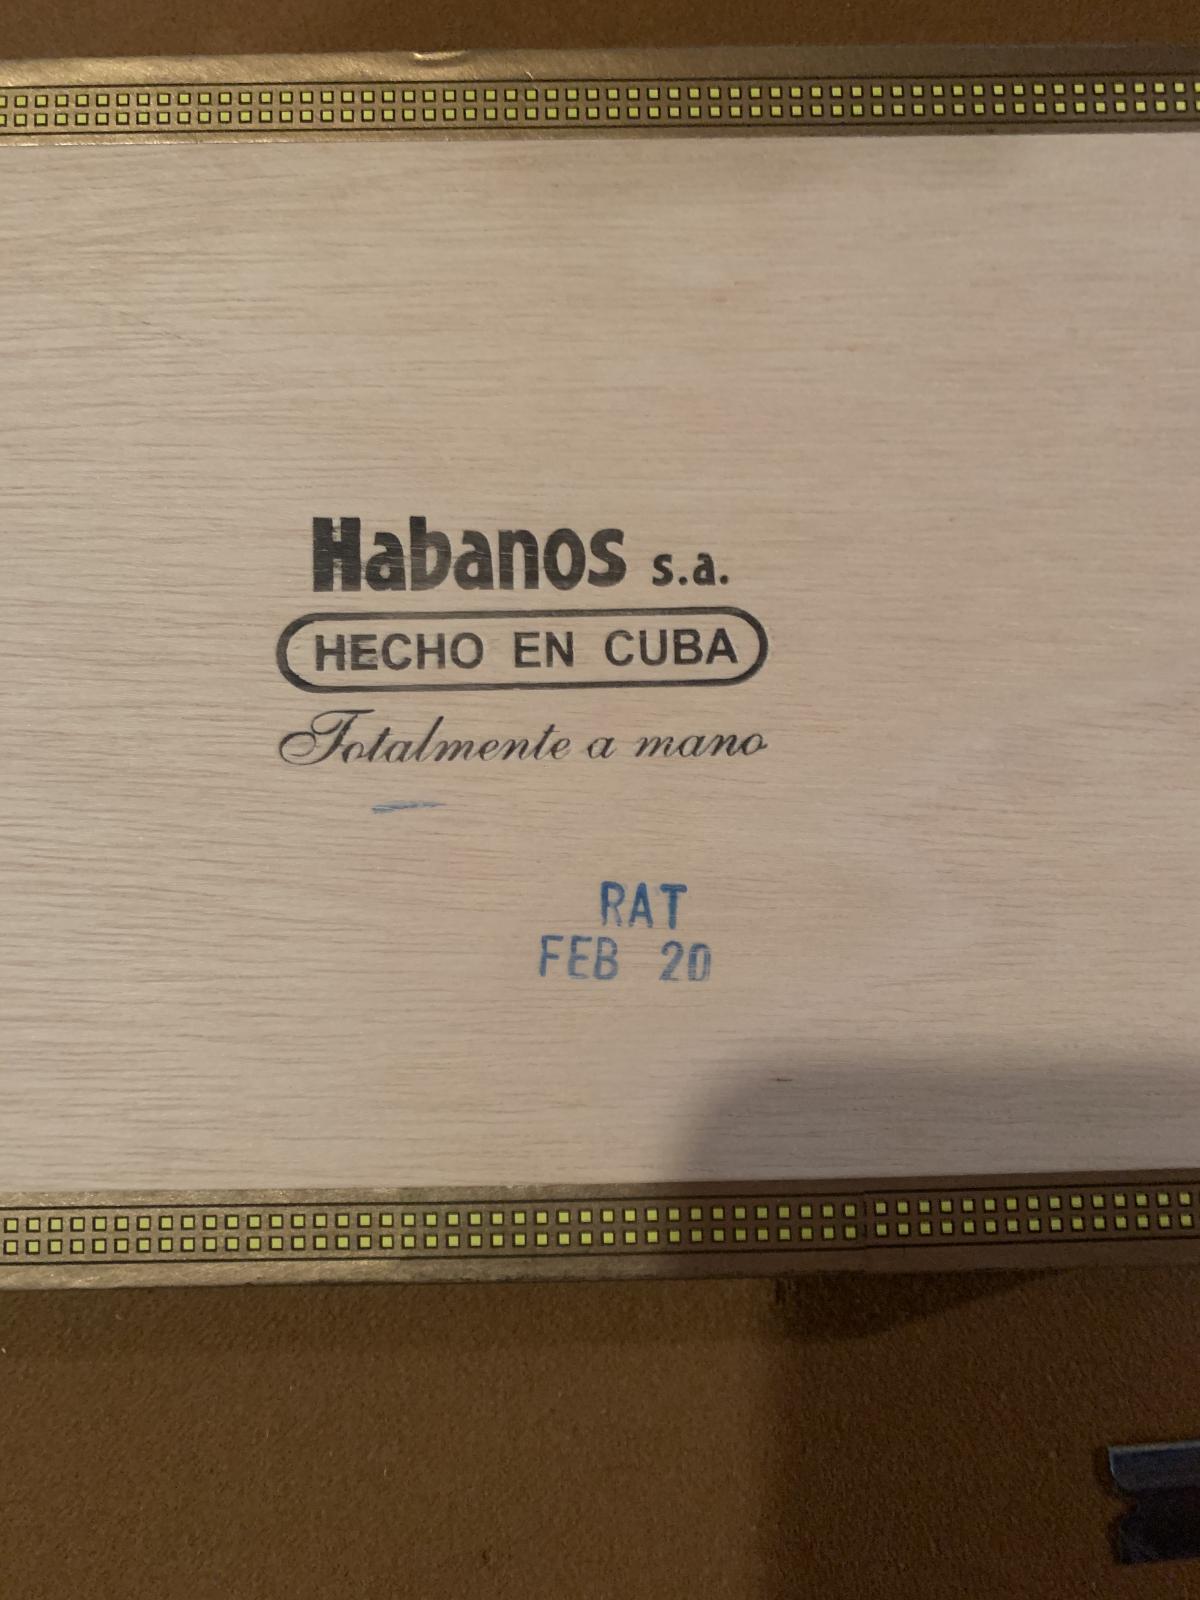 Habanos s.a.
HECHO EN CUBA
Totalmente a mano
RAT
FEB 20